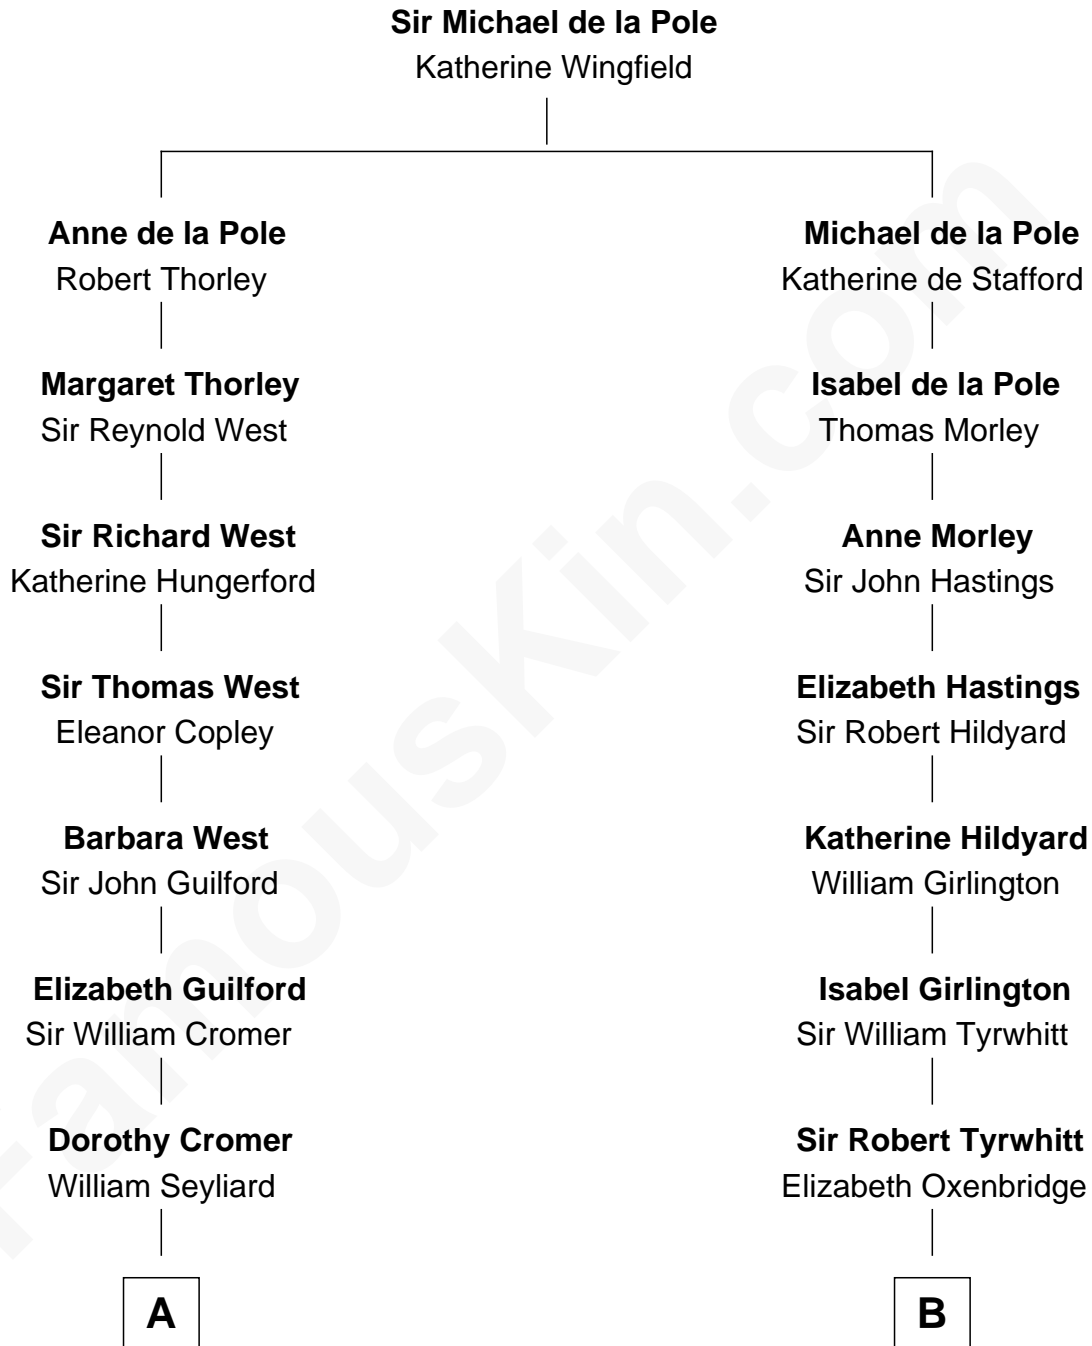 Sir Michael de la Pole
Katherine Wingfield
Anne de la Pole
Robert Thorley
Michael de la Pole
Katherine de Stafford
Margaret Thorley
Sir Reynold West
Isabel de la Pole
Thomas Morley
Sir Richard West
Katherine Hungerford
Anne Morley
Sir John Hastings
Sir Thomas West
Eleanor Copley
Elizabeth Hastings
Sir Robert Hildyard
Barbara West
Sir John Guilford
Katherine Hildyard
William Girlington
Elizabeth Guilford
Sir William Cromer
Isabel Girlington
Sir William Tyrwhitt
Dorothy Cromer
William Seyliard
Sir Robert Tyrwhitt
Elizabeth Oxenbridge
A
B
FamousKin.com